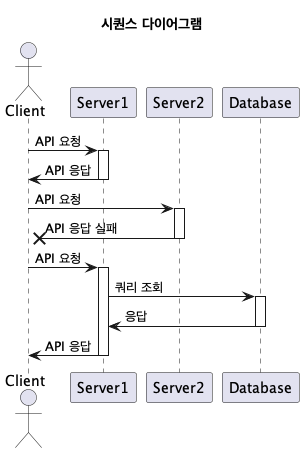 시퀀스 다이어그램
Client
Server1
Server2
Database
API 요청
API 응답
API 요청
API 응답 실패
API 요청
쿼리 조회
응답
API 응답
Client
Server1
Server2
Database